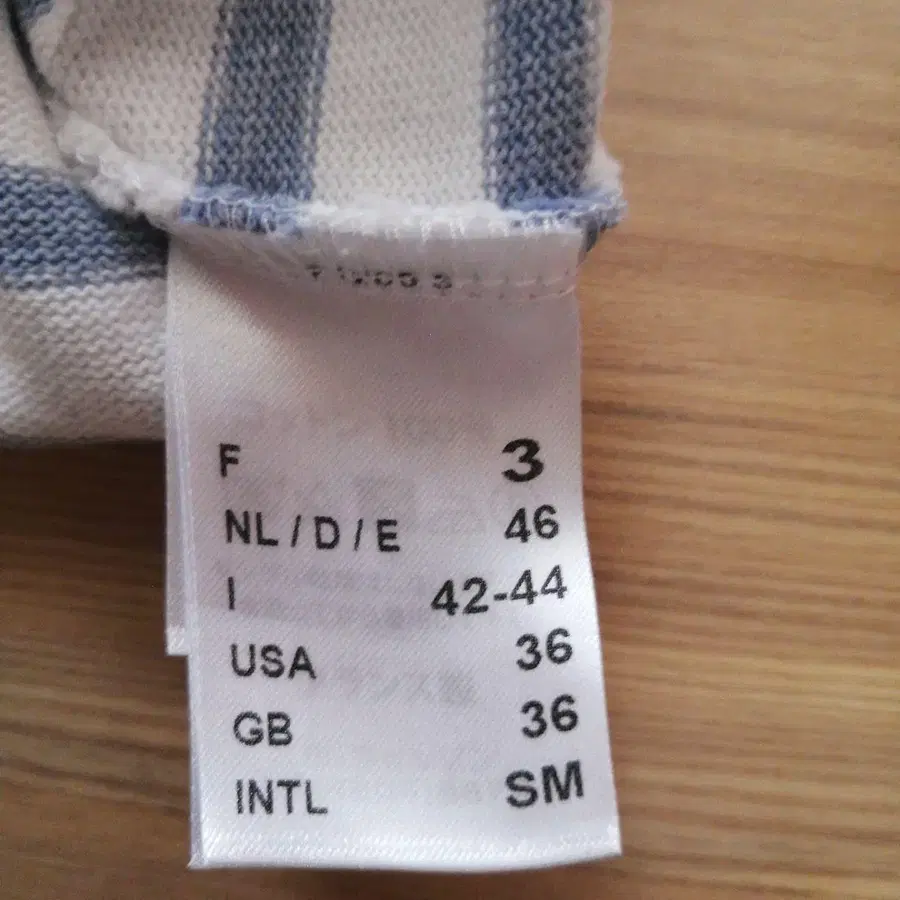 F 3
NL / D / E 46
I 42-44
USA 36
GB 36
INTL SM